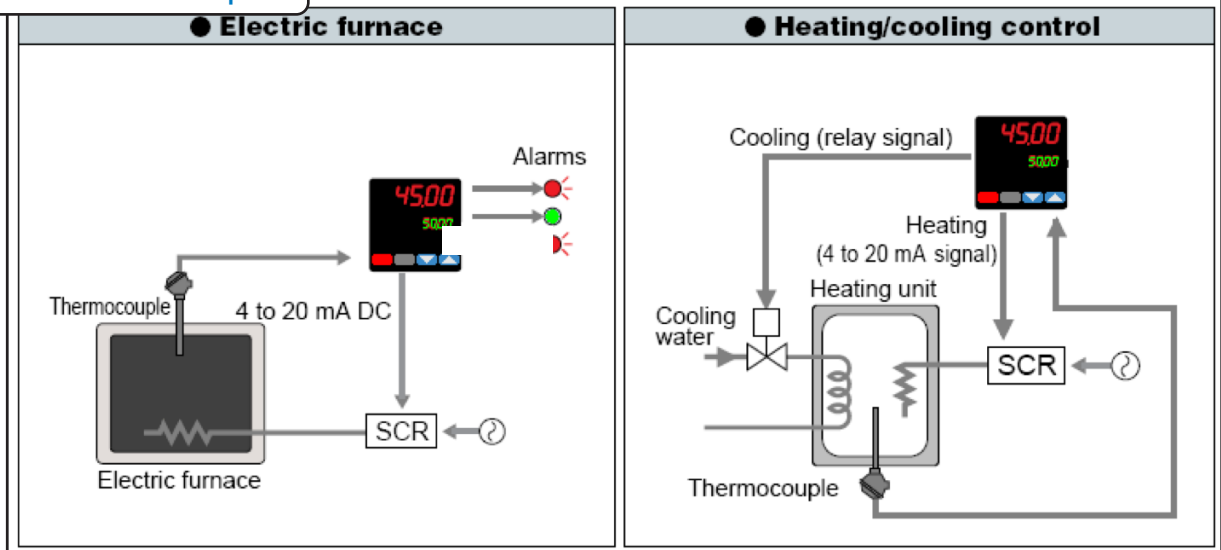 ● Electric furnace
Alarms
45.00
50.00
Thermocouple
4 to 20 mA DC
SCR
Electric furnace
● Heating/cooling control
Cooling (relay signal)
45.00
50.00
Heating
(4 to 20 mA signal)
Heating unit
Cooling
water
SCR
Thermocouple